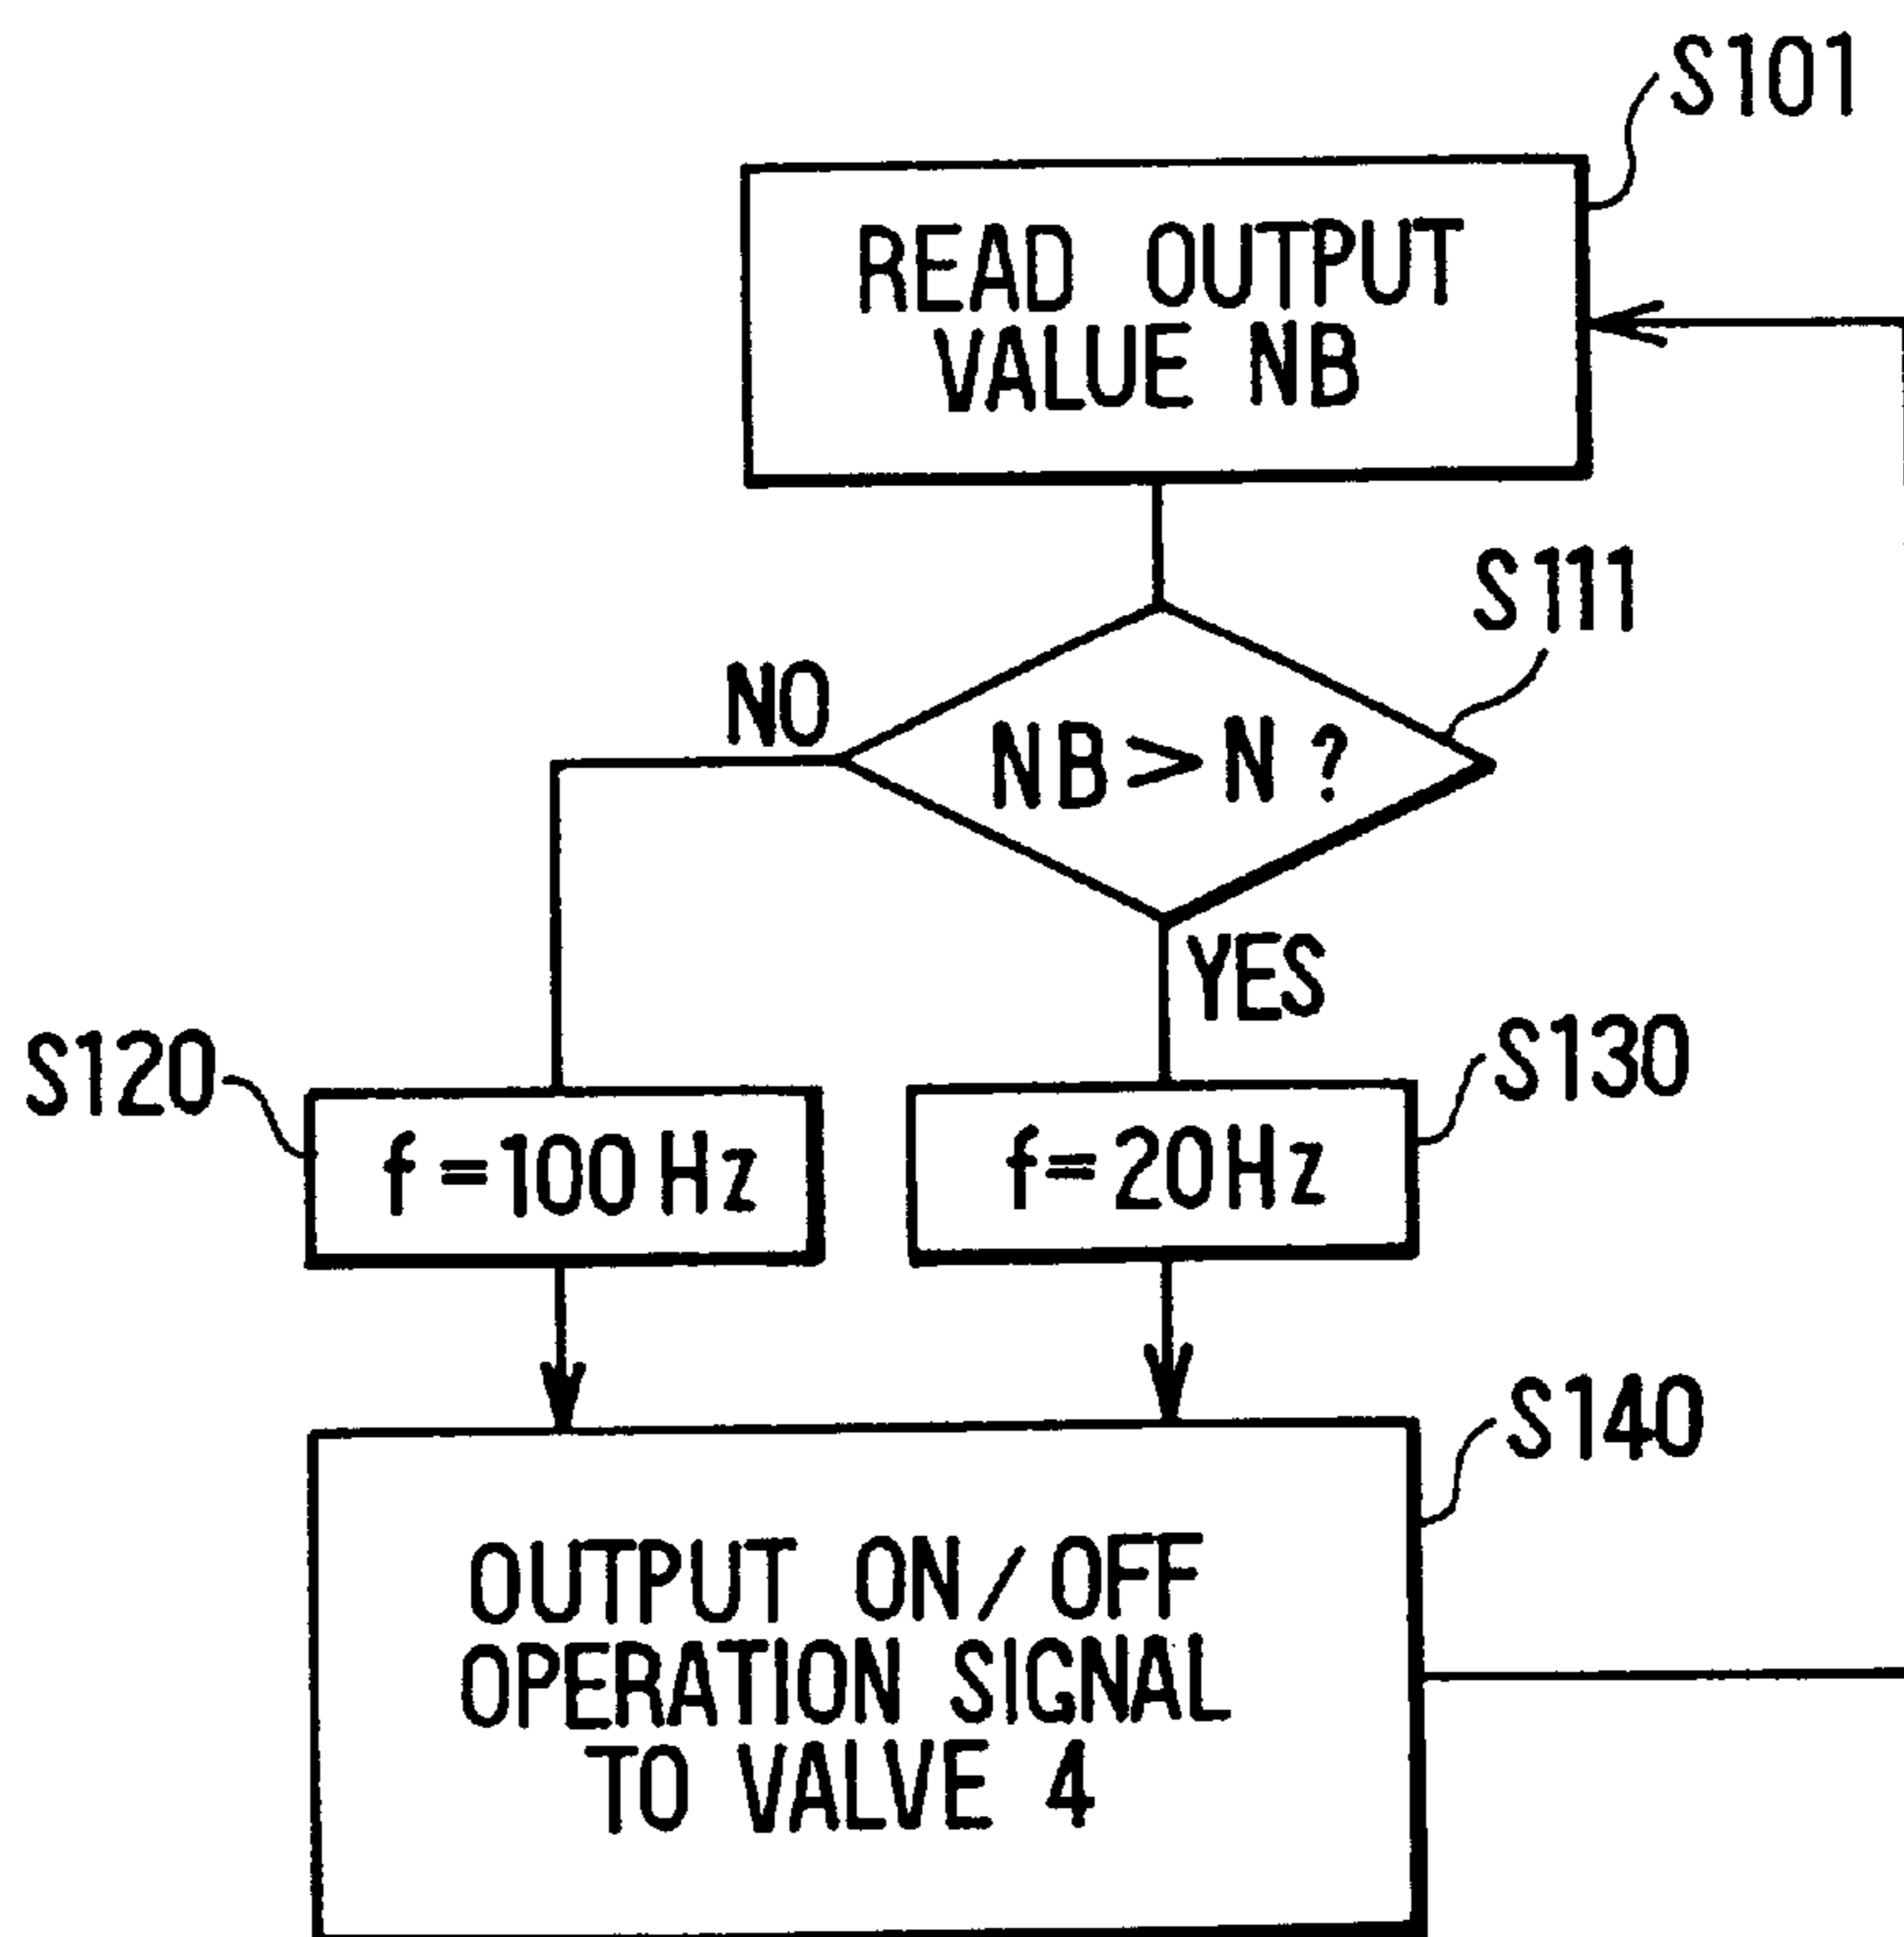 S101
READ OUTPUT
VALUE NB
S111
NO
NB>N?
YES
S120
f=100Hz
S130
f=20Hz
S140
OUTPUT ON/OFF
OPERATION SIGNAL
TO VALVE 4